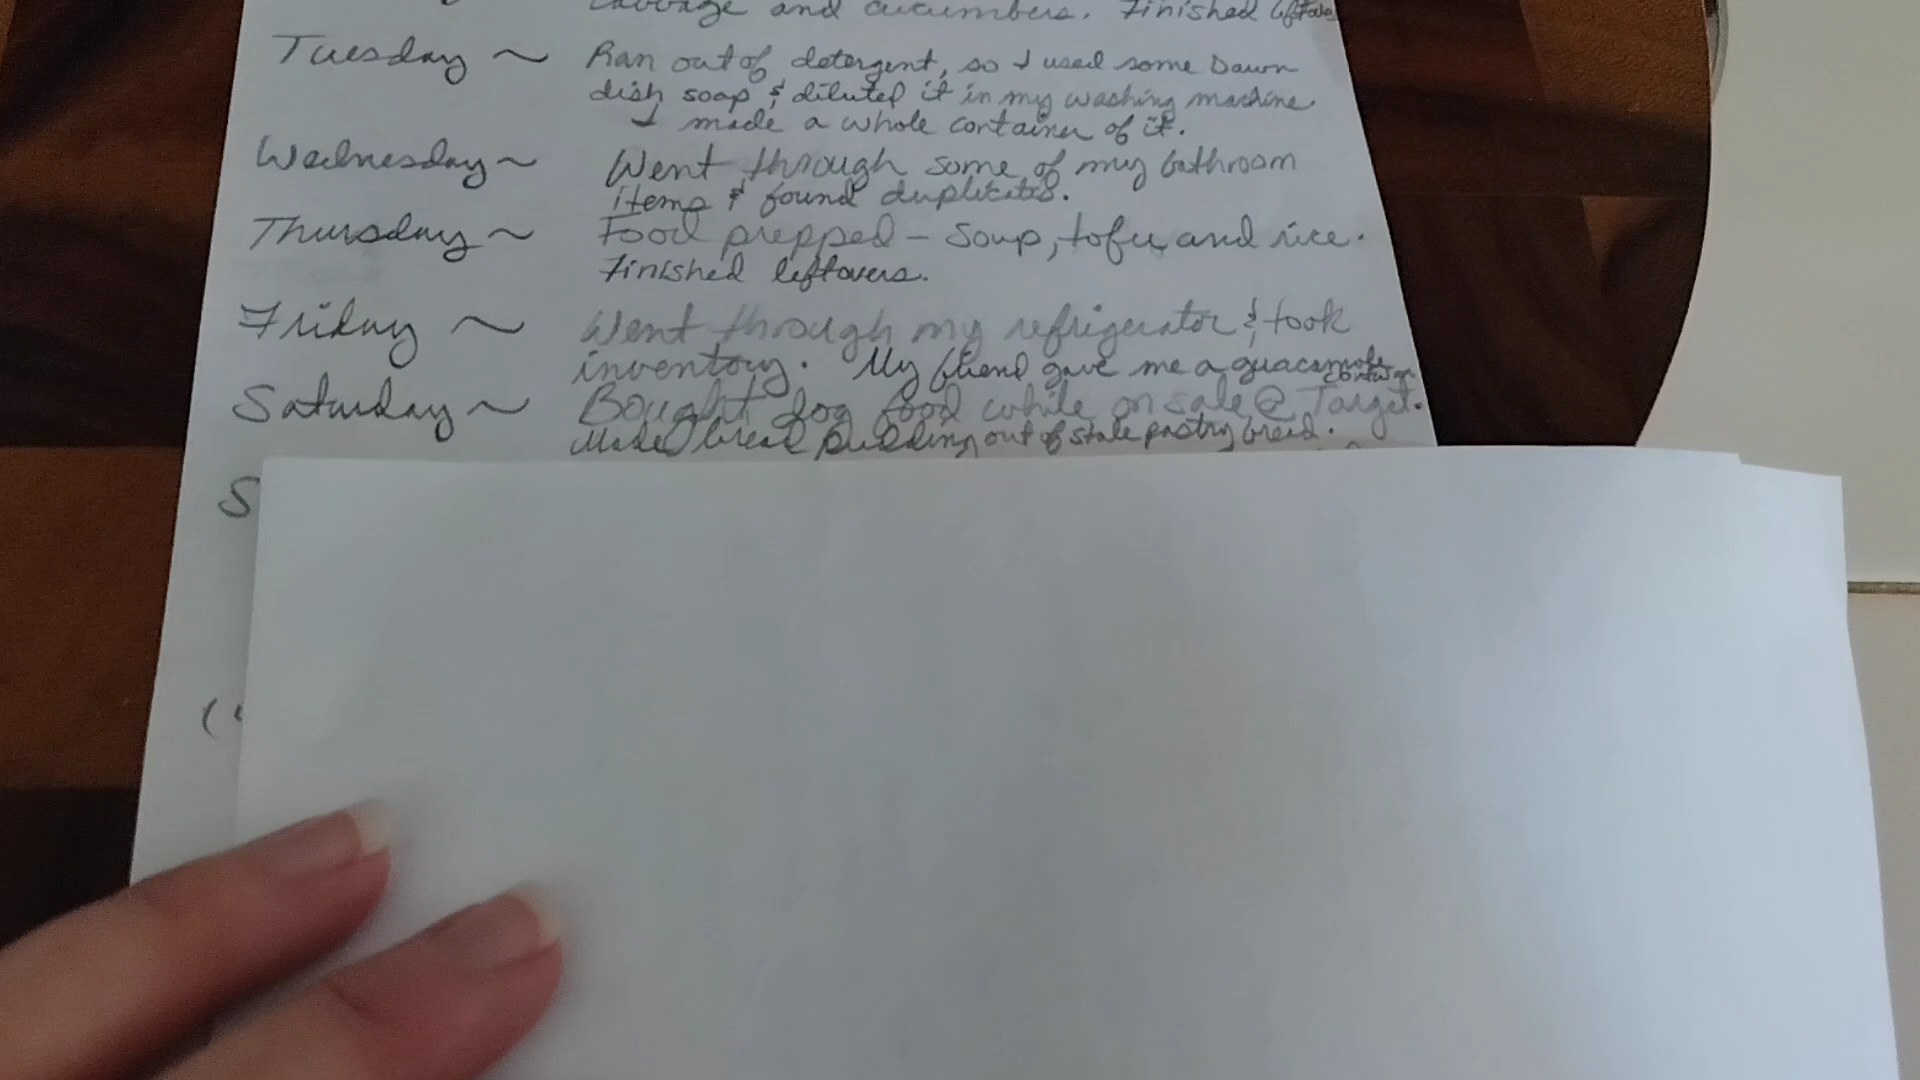 cabbage and cucumbers. Finished leftovers
Tuesday ~ Ran out of detergent, so I used some Dawn
dish soap & diluted it in my washing machine.
I made a whole container of it.
Wednesday ~ Went through some of my bathroom
items & found duplicates.
Thursday ~ Food prepped - Soup, tofu, and rice.
Finished leftovers.
Friday ~ Went through my refrigerator & took
inventory. My friend gave me a guacamole
container
Saturday ~ Bought dog food while on sale @ Target.
Made bread pudding out of stale pastry bread.
S
(